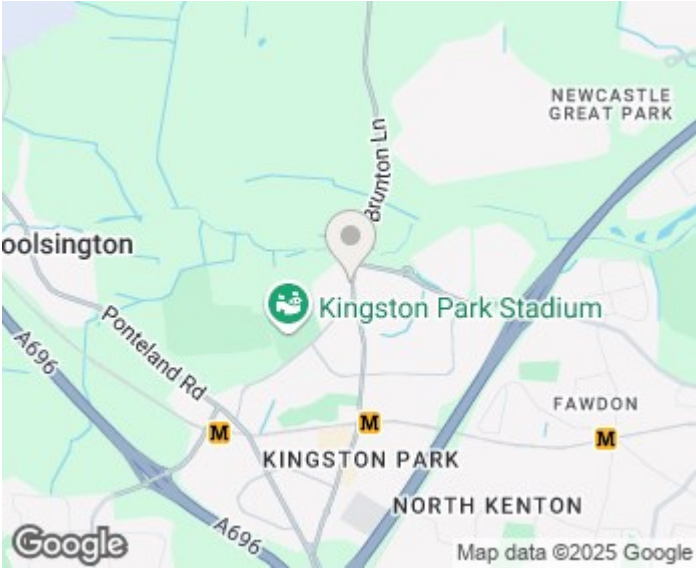 NEWCASTLE
GREAT PARK
Brunton Ln
oolsington
Kingston Park Stadium
Ponteland Rd
A696
FAWDON
M
M
M
KINGSTON PARK
NORTH KENTON
A696
Google
Map data ©2025 Google